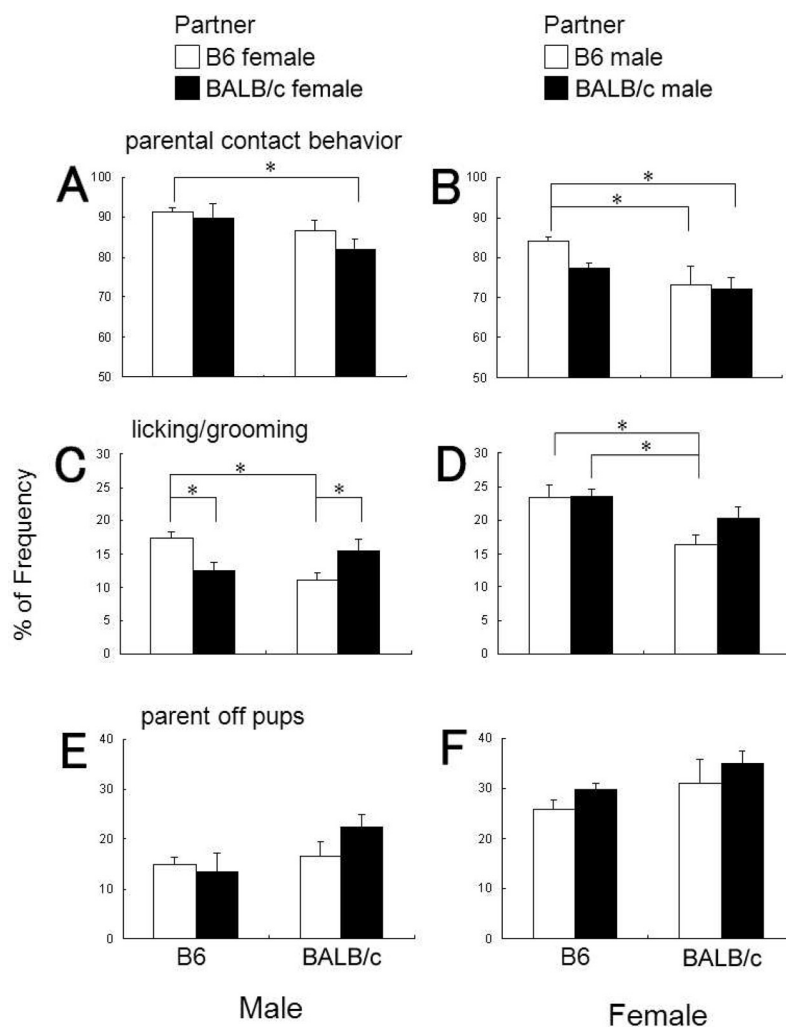 Partner
B6 female
BALB/c female
Partner
B6 male
BALB/c male
parental contact behavior
A
100
90
80
70
60
50
*
B
100
90
80
70
60
50
*
*
licking/grooming
C
30
25
20
15
10
5
0
*
*
*
D
30
25
20
15
10
5
0
*
*
% of Frequency
parent off pups
E
40
30
20
10
0
F
40
30
20
10
0
B6
BALB/c
B6
BALB/c
Male
Female